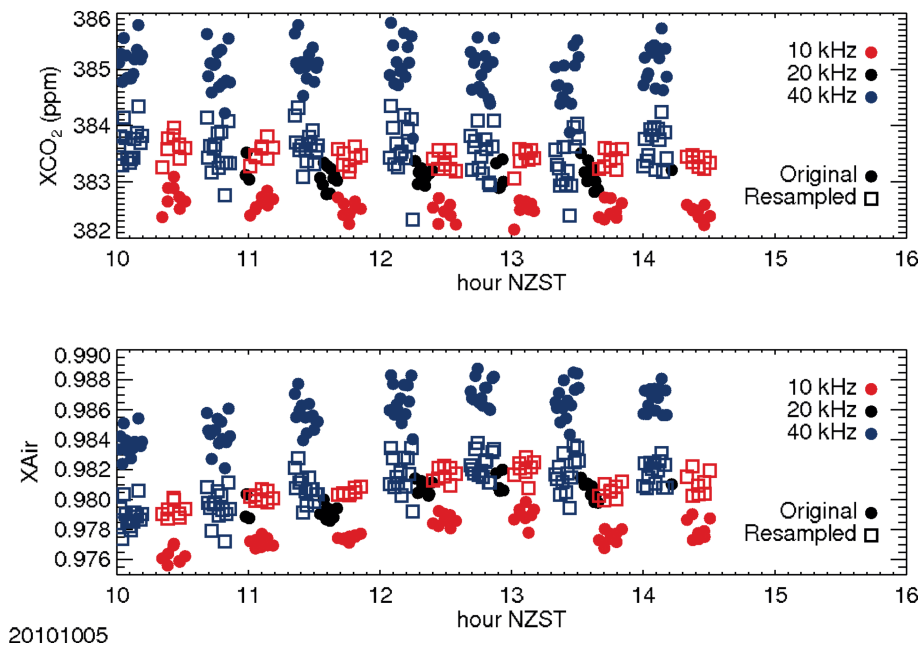 386
385
384
383
382
XCO2 (ppm)
10 kHz
20 kHz
40 kHz
Original
Resampled
10 11 12 13 14 15 16
hour NZST
0.990
0.988
0.986
0.984
0.982
0.980
0.978
0.976
XAir
10 kHz
20 kHz
40 kHz
Original
Resampled
10 11 12 13 14 15 16
hour NZST
20101005